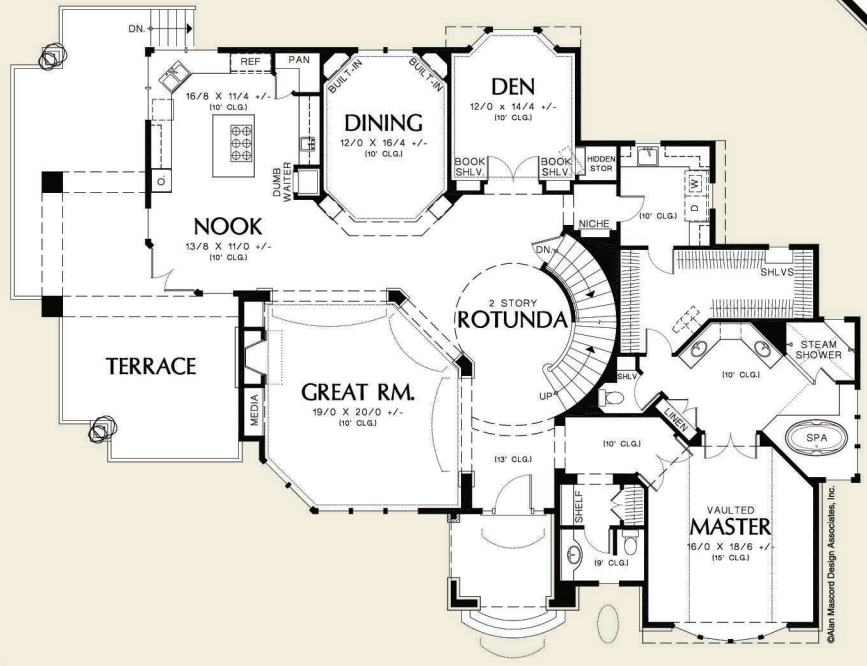 DN.
REF
PAN
16/8 X 11/4 +/-
(10' CLG.)
O.
DUMB
WAITER
NOOK
13/8 X 11/0 +/-
(10' CLG.)
BUILT-IN
BUILT-IN
DINING
12/0 X 16/4 +/-
(10' CLG.)
DEN
12/0 X 14/4 +/-
(10' CLG.)
BOOK
SHLV.
BOOK
SHLV.
HIDDEN
STOR
NICHE
(10' CLG.)
W
D
DN.
SHLVS
2 STORY
ROTUNDA
UP
TERRACE
MEDIA
GREAT RM.
19/0 X 20/0 +/-
(10' CLG.)
(13' CLG.)
SHLV
(10' CLG.)
STEAM
SHOWER
LINEN
SPA
(10' CLG.)
SHELF
(9' CLG.)
VAULTED
MASTER
16/0 X 18/6 +/-
(15' CLG.)
©Alan Mascord Design Associates, Inc.